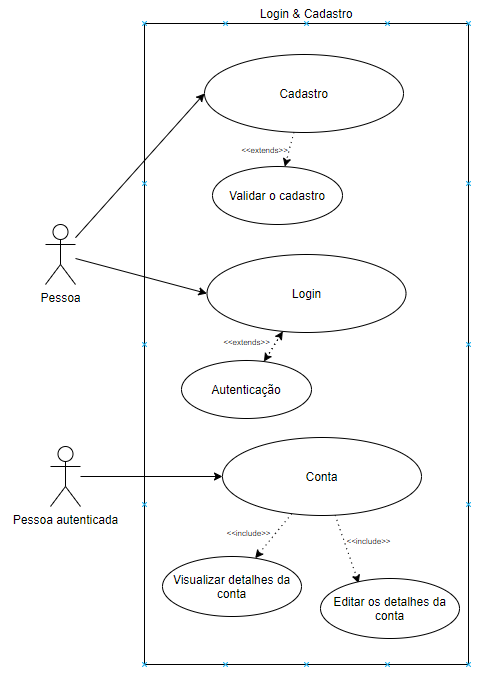 Login & Cadastro
Cadastro
<<extends>>
Validar o cadastro
Pessoa
Login
<<extends>>
Autenticação
Conta
Pessoa autenticada
<<include>>
<<include>>
Visualizar detalhes da
conta
Editar os detalhes da
conta